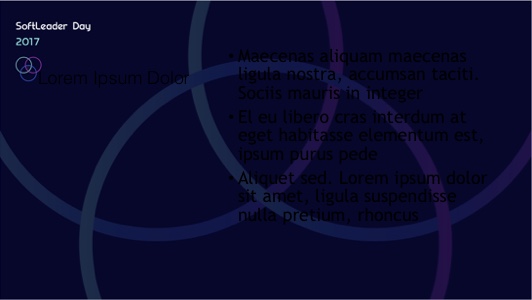 SoftLeader Day
2017
Lorem Ipsum Dolor
• Maecenas aliquam maecenas
ligula nostra, accumsan taciti.
Sociis mauris in integer
• El eu libero cras interdum at
eget habitasse elementum est,
ipsum purus pede
• Aliquet sed. Lorem ipsum dolor
sit amet, ligula suspendisse
nulla pretium, rhoncus